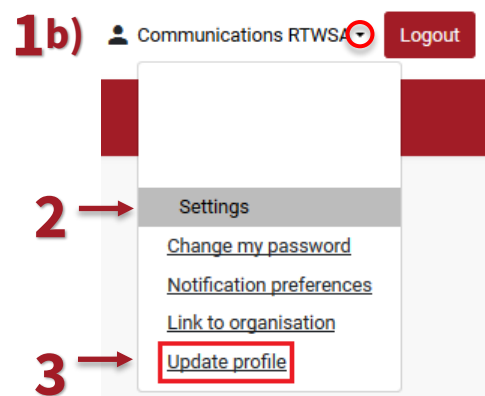 1b) Communications RTWSA Logout
2 Settings
Change my password
Notification preferences
Link to organisation
3 Update profile